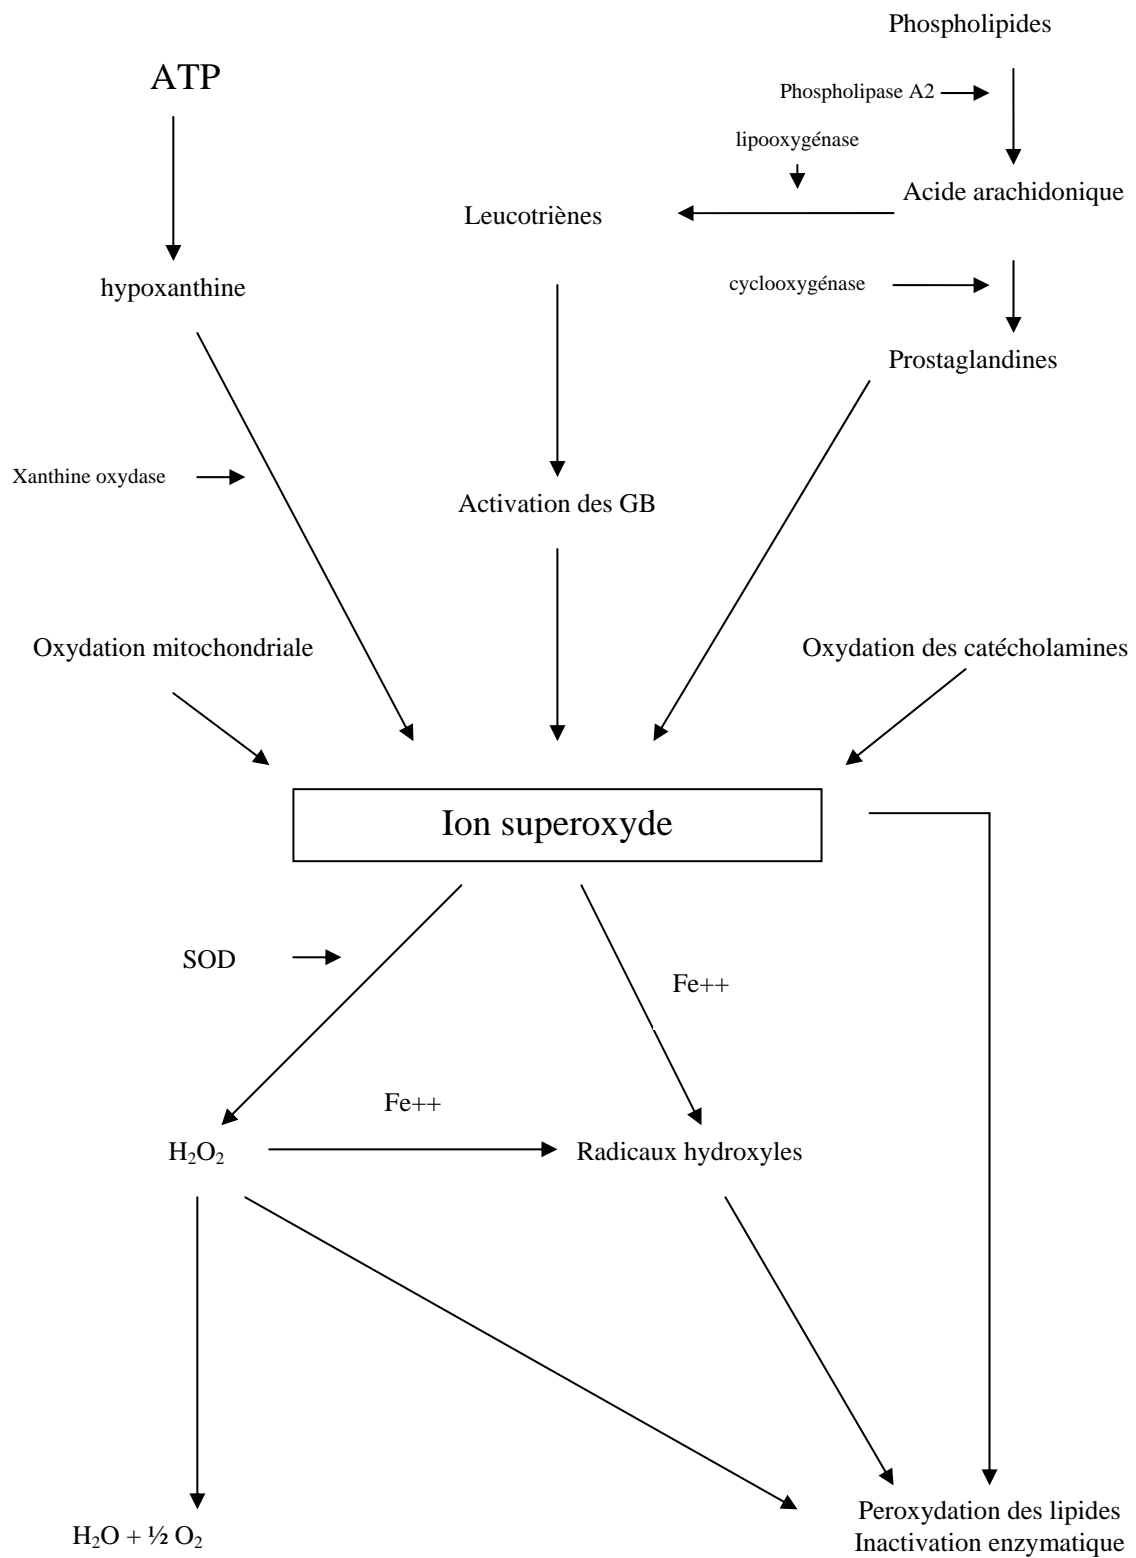 Phospholipides
ATP
Phospholipase A2
lipooxygénase
Acide arachidonique
Leucotriènes
hypoxanthine
cyclooxygénase
Prostaglandines
Xanthine oxydase
Activation des GB
Oxydation mitochondriale
Oxydation des catécholamines
Ion superoxyde
SOD
Fe++
Fe++
H₂O₂
Radicaux hydroxyles
Peroxydation des lipides
Inactivation enzymatique
H₂O + ½ O₂